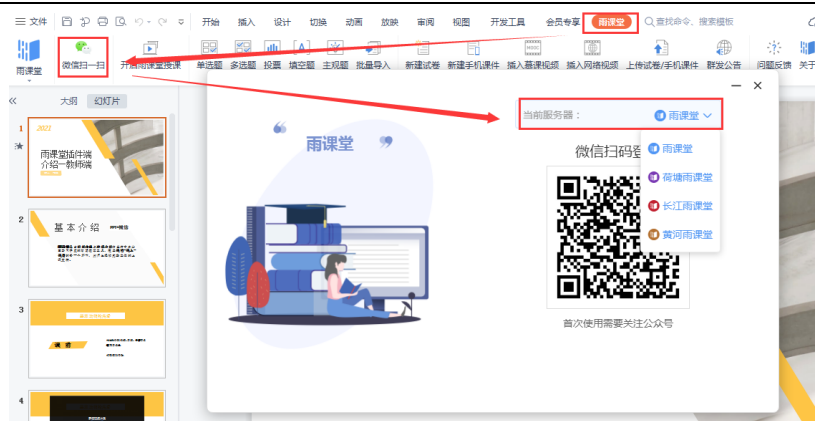 文件 开始 插入 设计 切换 动画 放映 审阅 视图 开发工具 会员专享 雨课堂 查找命令、搜索模板
雨课堂 微信扫一扫 开启雨课堂授课 单选题 多选题 投票 填空题 主观题 批量导入 新建试卷 新建手机课件 插入慕课视频 插入网络视频 上传试卷/手机课件 群发公告 问题反馈 关于
大纲 幻灯片
当前服务器： 雨课堂
雨课堂
微信扫码登
雨课堂
荷塘雨课堂
长江雨课堂
黄河雨课堂
首次使用需要关注公众号
1
2022
雨课堂插件端
介绍—教师端
2
基本介绍
3
4